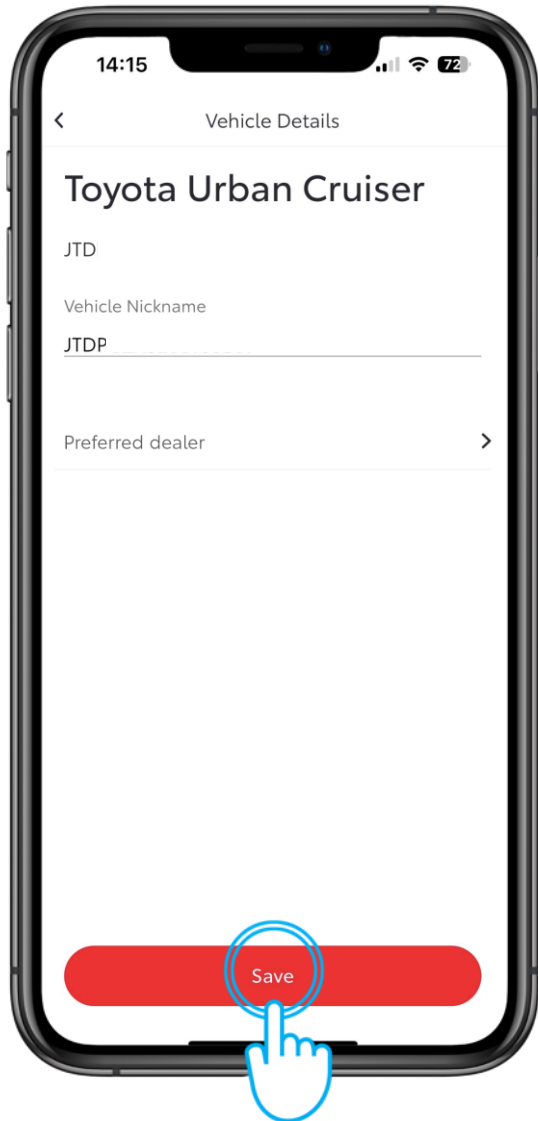 14:15
72
Vehicle Details
Toyota Urban Cruiser
JTD
Vehicle Nickname
JTDP
Preferred dealer
Save